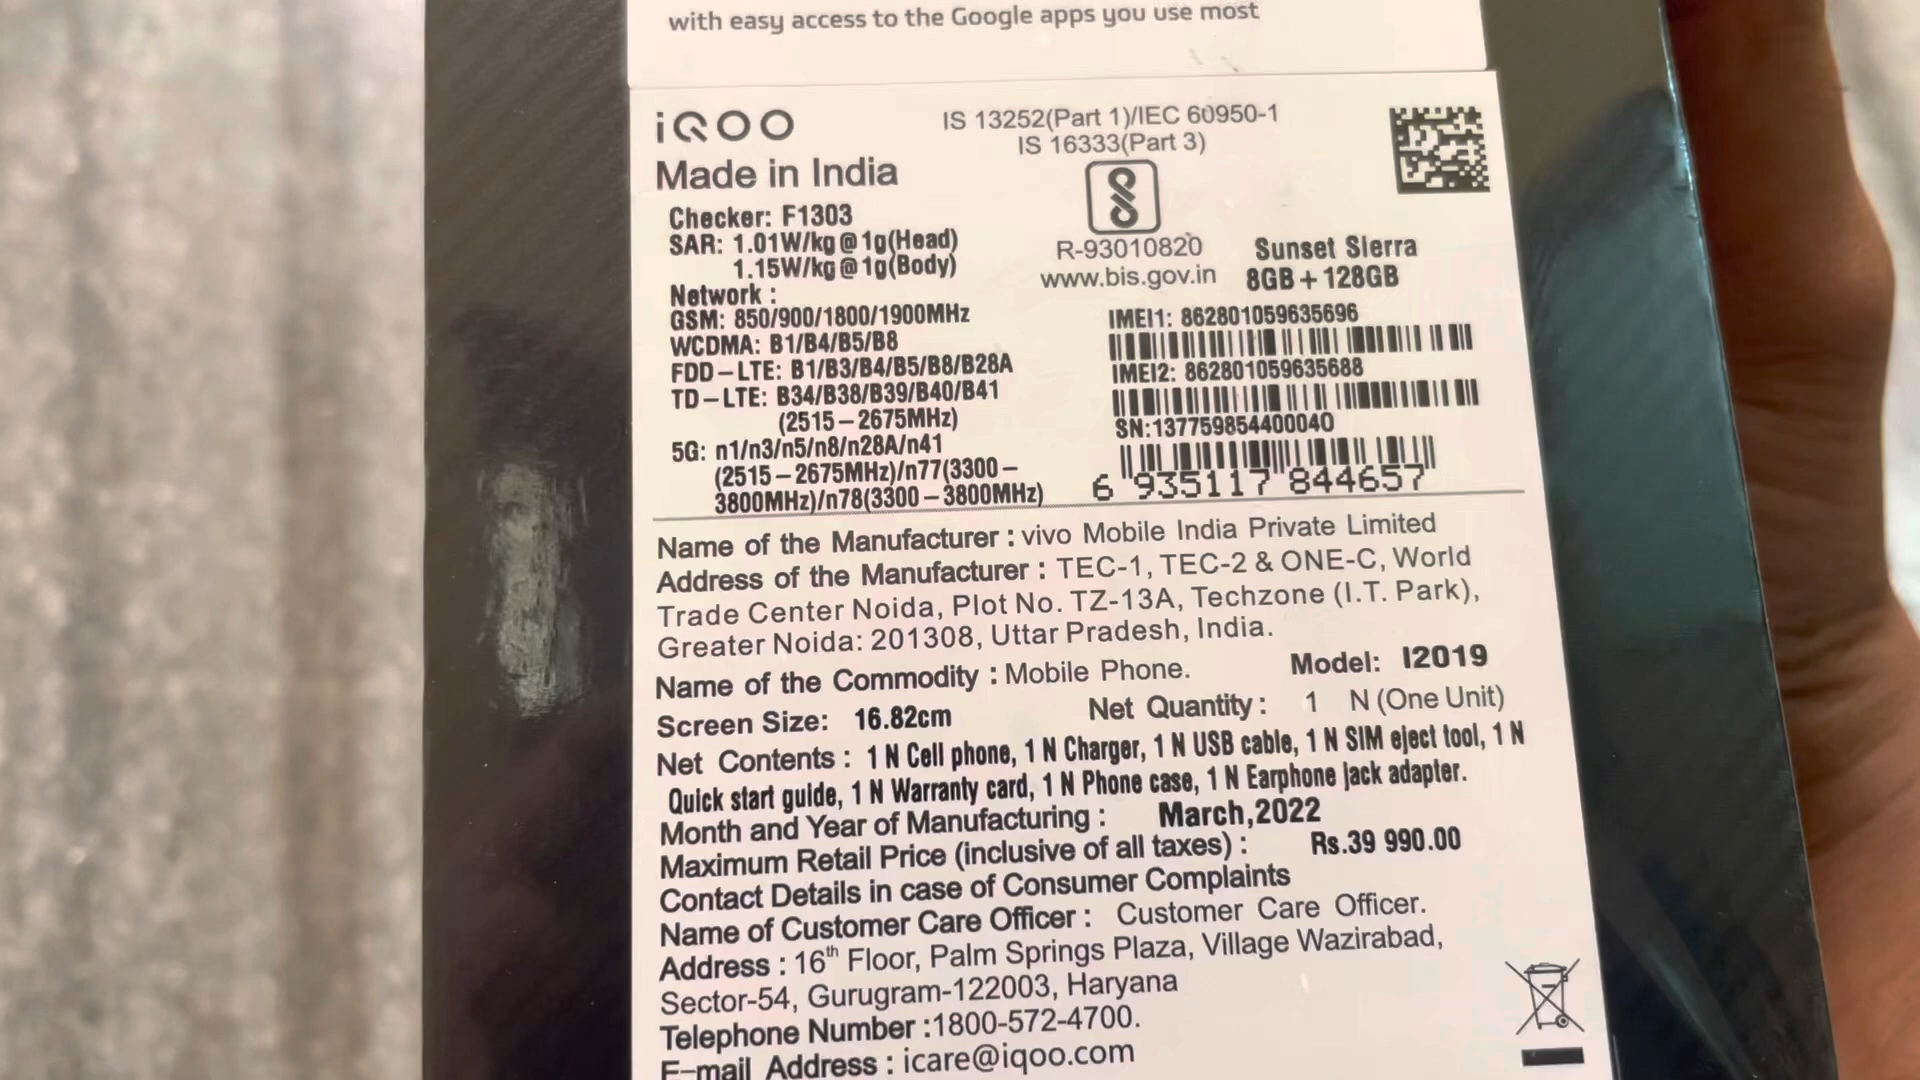 with easy access to the Google apps you use most
iQOO
Made in India
IS 13252(Part 1)/IEC 60950-1
IS 16333(Part 3)
R-93010820
www.bis.gov.in
Sunset Sierra
8GB + 128GB
Checker: F1303
SAR: 1.01W/kg@1g(Head)
1.15W/kg@1g(Body)
Network :
GSM: 850/900/1800/1900MHz
WCDMA: B1/B4/B5/B8
FDD-LTE: B1/B3/B4/B5/B8/B28A
TD-LTE: B34/B38/B39/B40/B41
(2515-2675MHz)
5G: n1/n3/n5/n8/n28A/n41
(2515-2675MHz)/n77(3300-
3800MHz)/n78(3300-3800MHz)
IMEI1: 862801059635696
IMEI2: 862801059635688
SN:137759854400040
6 935117 844657
Name of the Manufacturer : vivo Mobile India Private Limited
Address of the Manufacturer : TEC-1, TEC-2 & ONE-C, World
Trade Center Noida, Plot No. TZ-13A, Techzone (I.T. Park),
Greater Noida: 201308, Uttar Pradesh, India.
Name of the Commodity : Mobile Phone. Model: I2019
Screen Size: 16.82cm Net Quantity: 1 N (One Unit)
Net Contents : 1 N Cell phone, 1 N Charger, 1 N USB cable, 1 N SIM eject tool, 1 N
Quick start guide, 1 N Warranty card, 1 N Phone case, 1 N Earphone jack adapter.
Month and Year of Manufacturing : March,2022
Maximum Retail Price (inclusive of all taxes) : Rs.39 990.00
Contact Details in case of Consumer Complaints
Name of Customer Care Officer : Customer Care Officer.
Address : 16th Floor, Palm Springs Plaza, Village Wazirabad,
Sector-54, Gurugram-122003, Haryana
Telephone Number :1800-572-4700.
E-mail Address : icare@iqoo.com